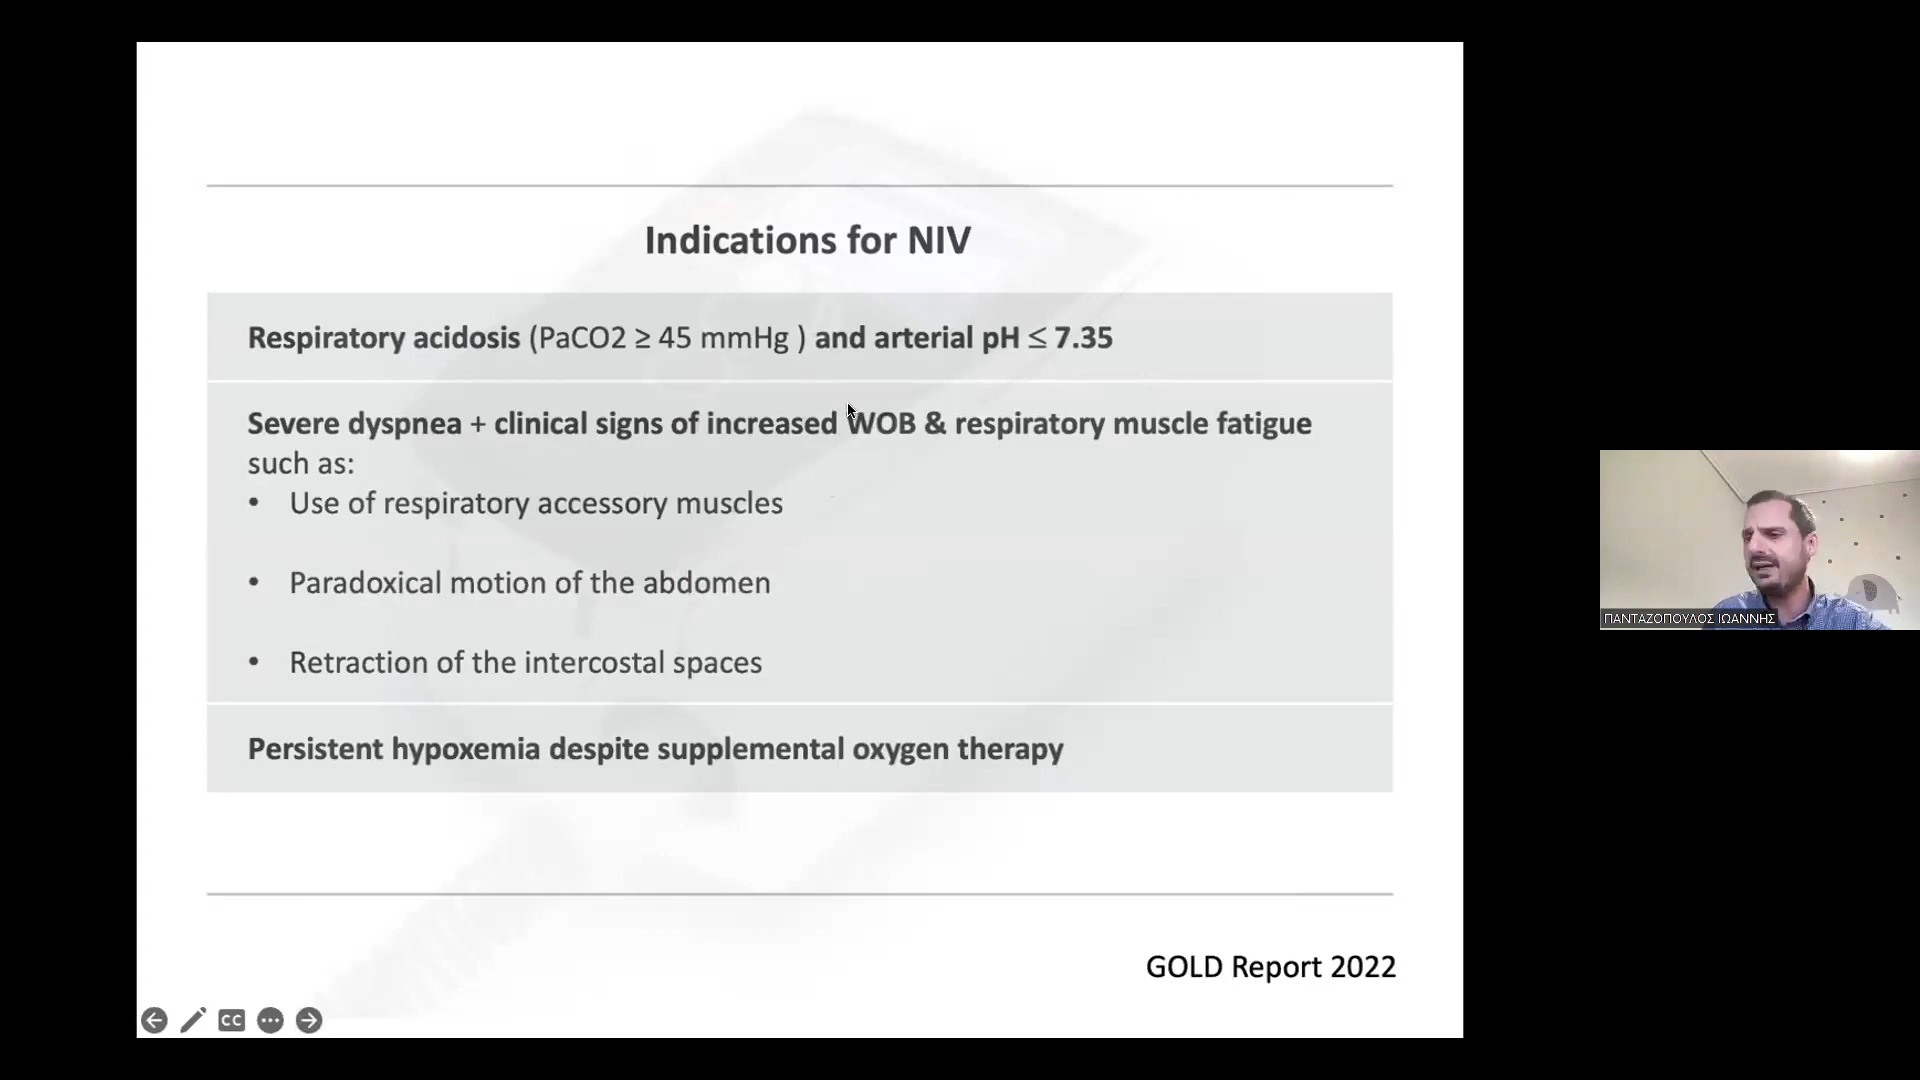 Indications for NIV
Respiratory acidosis (PaCO2 ≥ 45 mmHg ) and arterial pH ≤ 7.35
Severe dyspnea + clinical signs of increased WOB & respiratory muscle fatigue
such as:
• Use of respiratory accessory muscles
• Paradoxical motion of the abdomen
• Retraction of the intercostal spaces
Persistent hypoxemia despite supplemental oxygen therapy
GOLD Report 2022
CC
ΠΑΝΤΑΖΟΠΟΥΛΟΣ ΙΩΑΝΝΗΣ